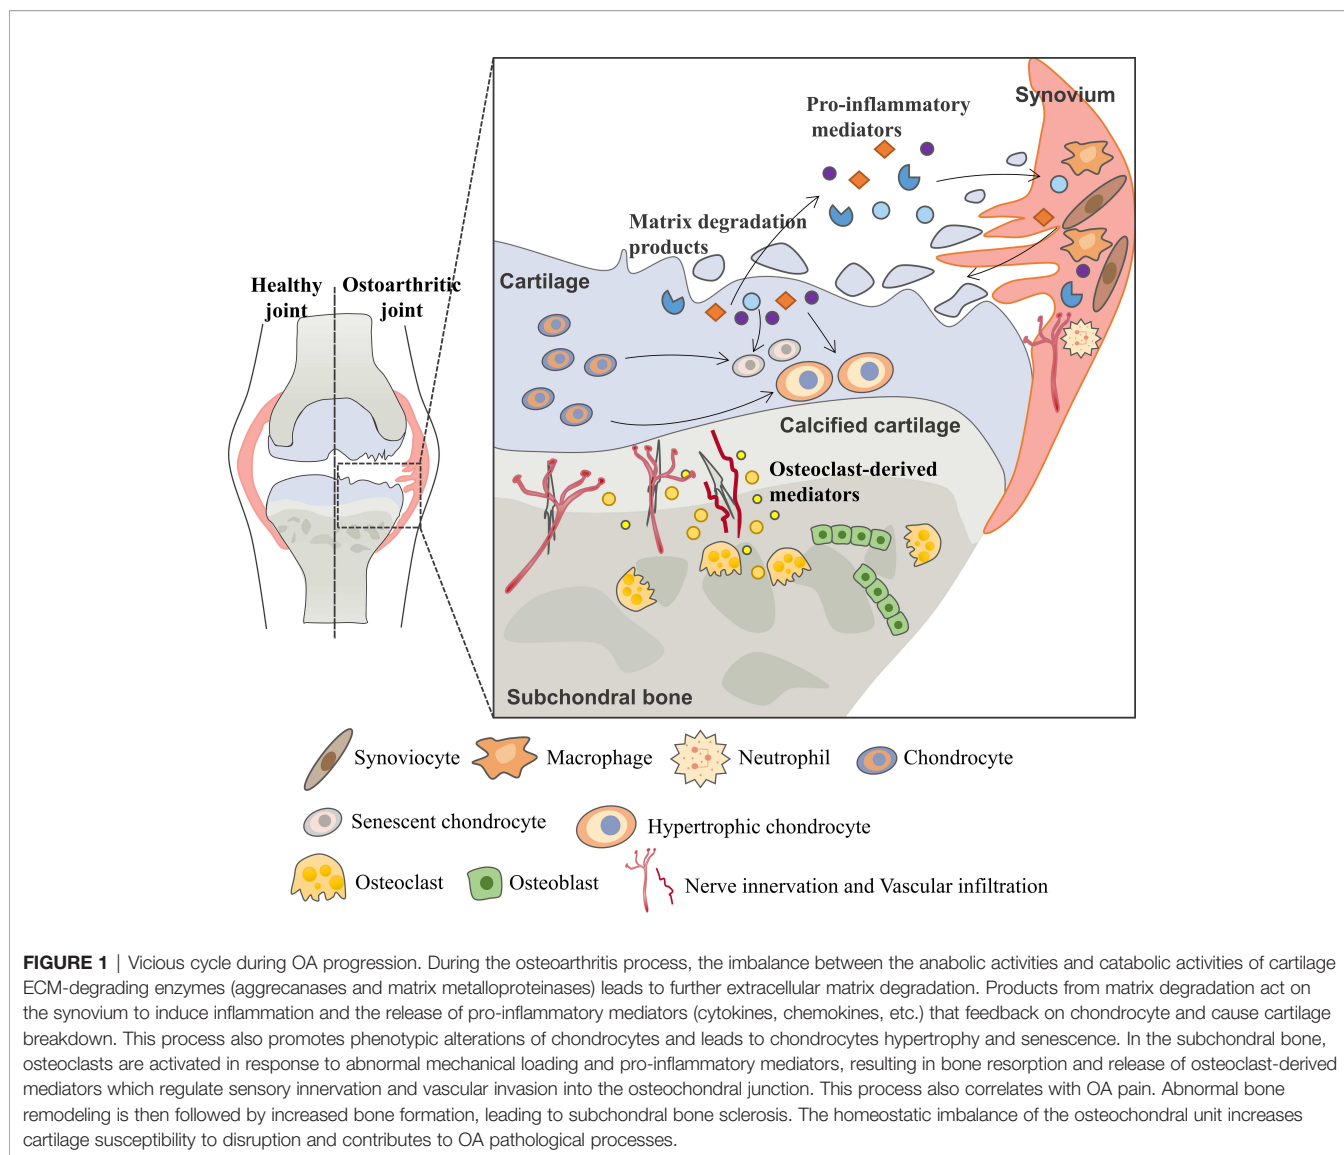 Synovium
Pro-inflammatory
mediators
Matrix degradation
products
Cartilage
Healthy
joint
Ostoarthritic
joint
Calcified cartilage
Osteoclast-derived
mediators
Subchondral bone
Synoviocyte
Macrophage
Neutrophil
Chondrocyte
Senescent chondrocyte
Hypertrophic chondrocyte
Osteoclast
Osteoblast
Nerve innervation and Vascular infiltration
FIGURE 1 | Vicious cycle during OA progression. During the osteoarthritis process, the imbalance between the anabolic activities and catabolic activities of cartilage
ECM-degrading enzymes (aggrecanases and matrix metalloproteinases) leads to further extracellular matrix degradation. Products from matrix degradation act on
the synovium to induce inflammation and the release of pro-inflammatory mediators (cytokines, chemokines, etc.) that feedback on chondrocyte and cause cartilage
breakdown. This process also promotes phenotypic alterations of chondrocytes and leads to chondrocytes hypertrophy and senescence. In the subchondral bone,
osteoclasts are activated in response to abnormal mechanical loading and pro-inflammatory mediators, resulting in bone resorption and release of osteoclast-derived
mediators which regulate sensory innervation and vascular invasion into the osteochondral junction. This process also correlates with OA pain. Abnormal bone
remodeling is then followed by increased bone formation, leading to subchondral bone sclerosis. The homeostatic imbalance of the osteochondral unit increases
cartilage susceptibility to disruption and contributes to OA pathological processes.